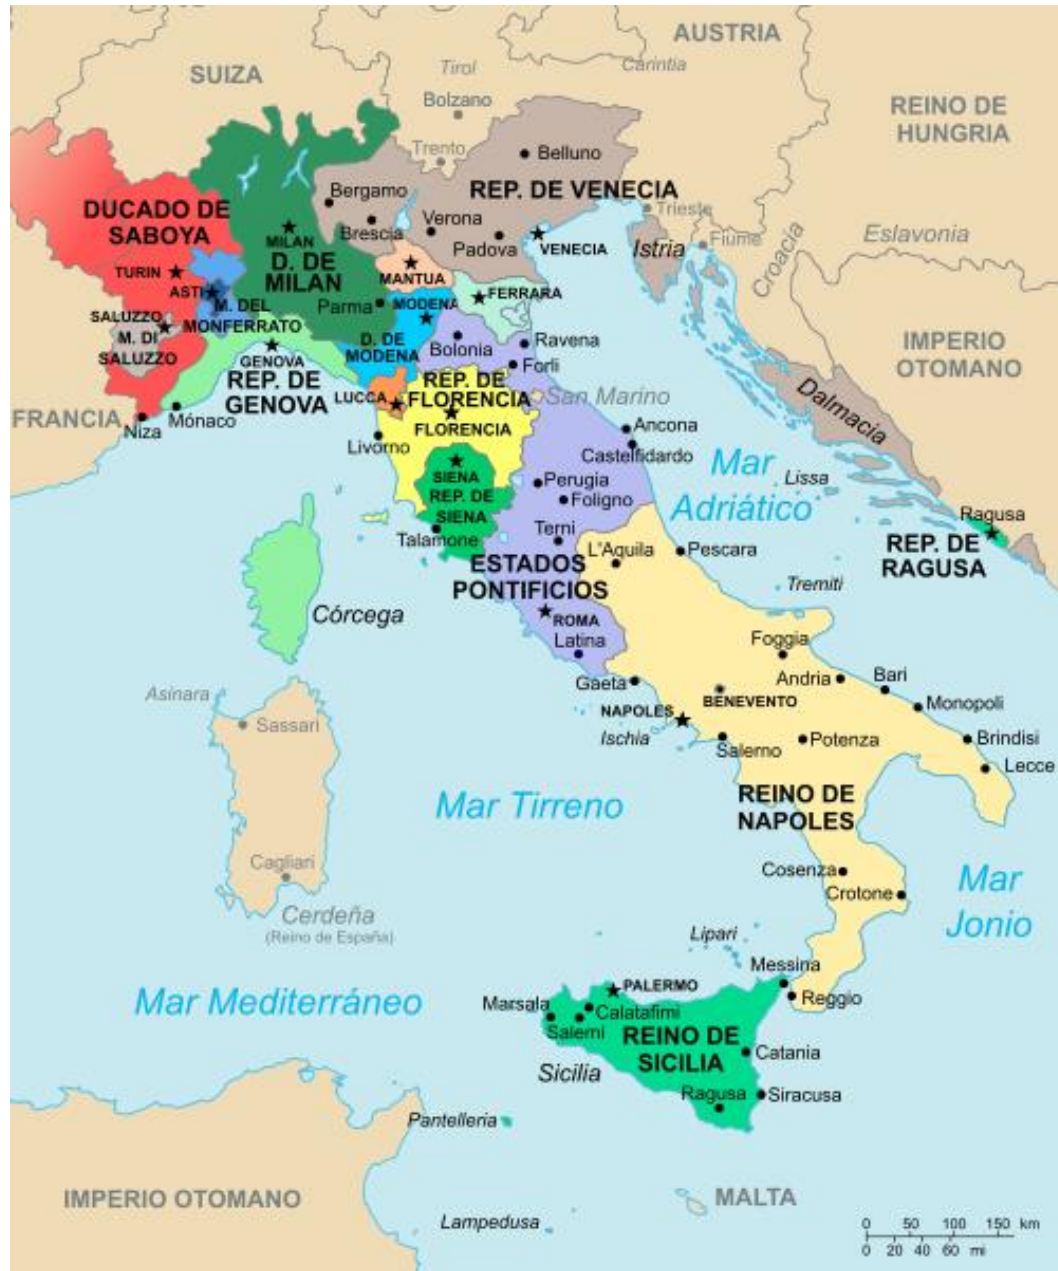 AUSTRIA
SUIZA
Tirol
Carintia
Bolzano
REINO DE
HUNGRIA
Trento
Belluno
Bergamo
REP. DE VENECIA
DUCADO DE
SABOYA
Trieste
Verona
Brescia
Padova
VENECIA
Istria
Fiume
Croacia
Eslavonia
MILAN
D. DE
MILAN
TURIN
MANTUA
ASTI
M. DEL
MONFERRATO
Parma
MODENA
FERRARA
SALUZZO
M. DI
SALUZZO
D. DE
MODENA
Bolonia
Ravena
Forli
IMPERIO
OTOMANO
GENOVA
REP. DE
GENOVA
LUCCA
REP. DE
FLORENCIA
FLORENCIA
San Marino
Dalmacia
FRANCIA
Niza
Mónaco
Livorno
Ancona
Castelfidardo
Mar
Adriático
Lissa
SIENA
REP. DE
SIENA
Perugia
Foligno
Talamone
Terni
L'Aquila
Pescara
Ragusa
REP. DE
RAGUSA
ESTADOS
PONTIFICIOS
Tremiti
Córcega
ROMA
Latina
Foggia
Gaeta
Andria
Bari
Asinara
Sassari
NAPOLES
BENEVENTO
Monopoli
Ischia
Salerno
Potenza
Brindisi
Lecce
Mar Tirreno
REINO DE
NAPOLES
Cagliari
Cosenza
Crotone
Mar
Jonio
Cerdeña
(Reino de España)
Lipari
Messina
Mar Mediterráneo
PALERMO
Reggio
Marsala
Calatafimi
Salemi
REINO DE
SICILIA
Catania
Sicilia
Ragusa
Siracusa
Pantelleria
IMPERIO OTOMANO
MALTA
Lampedusa
0 50 100 150 km
0 20 40 60 mi